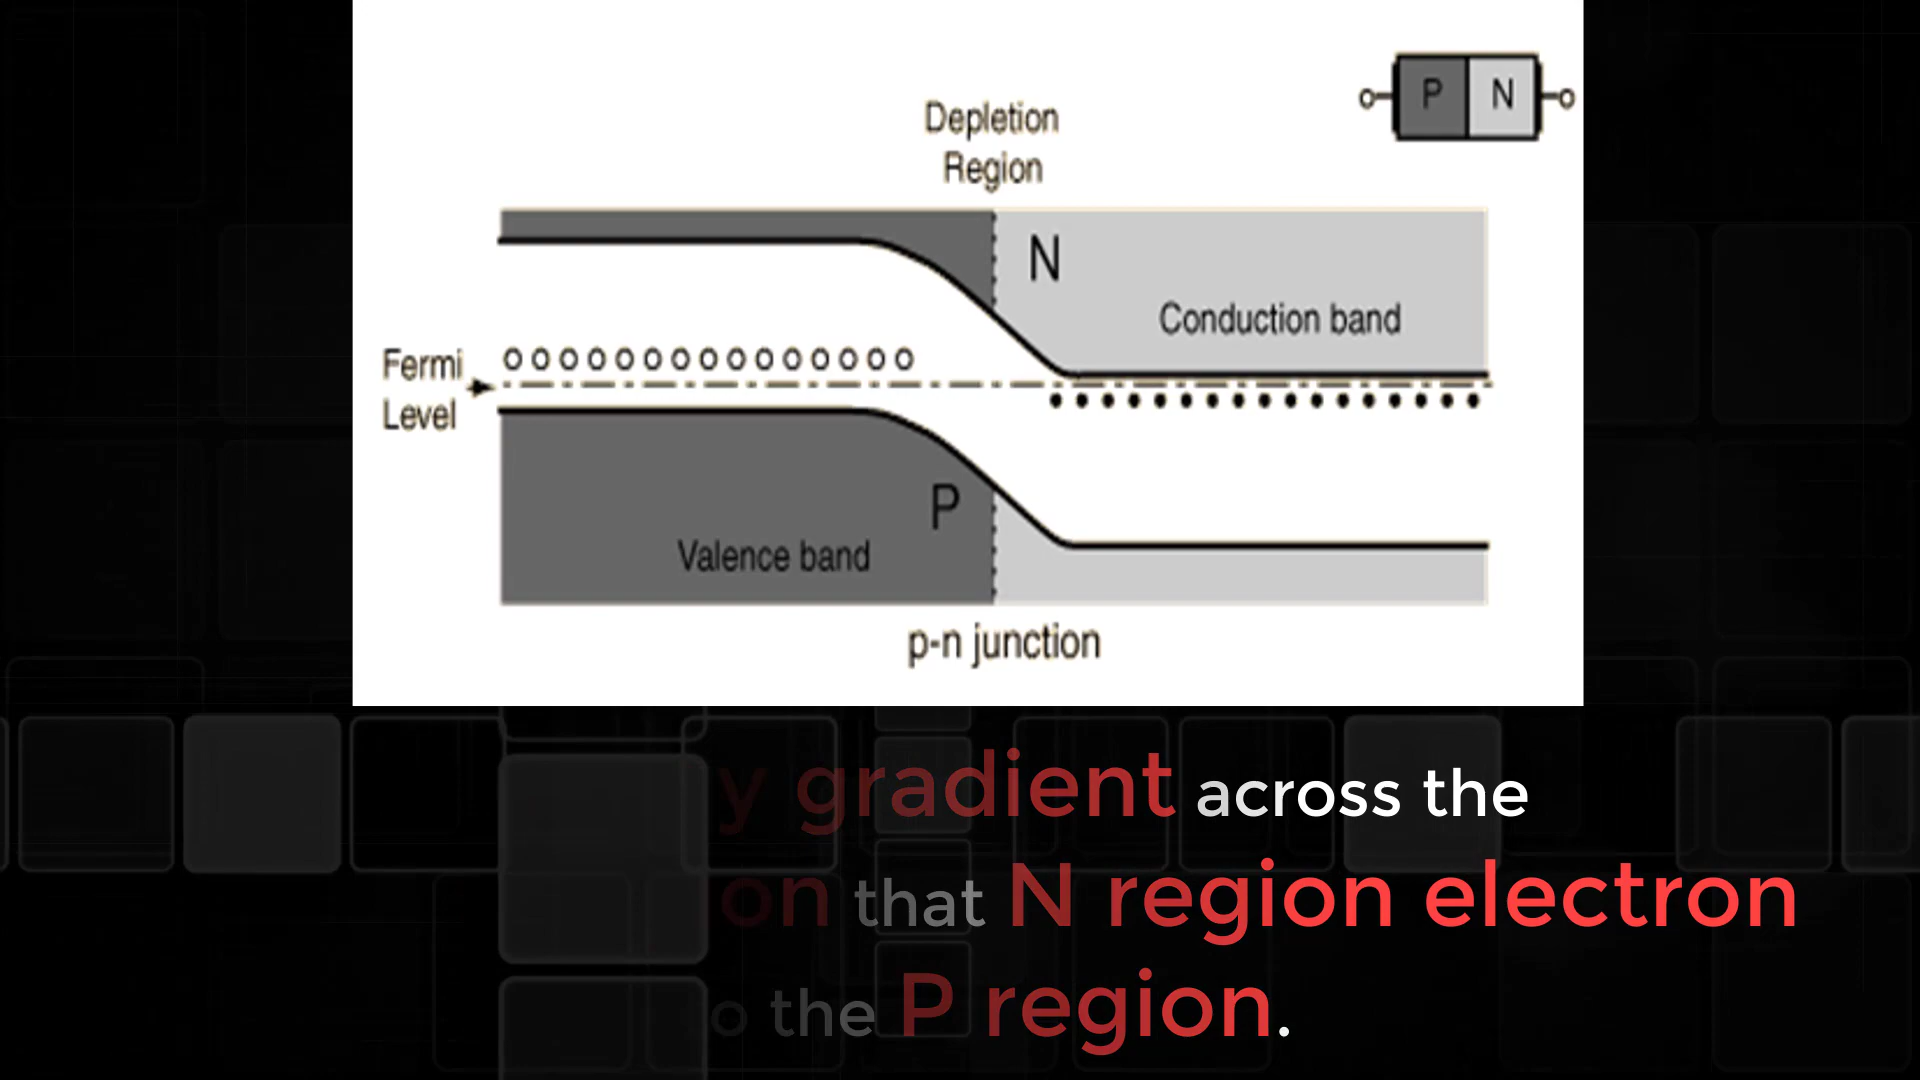 P N
Depletion
Region
N
Conduction band
Fermi
Level
P
Valence band
p-n junction
y gradient across the
on that N region electron
o the P region.